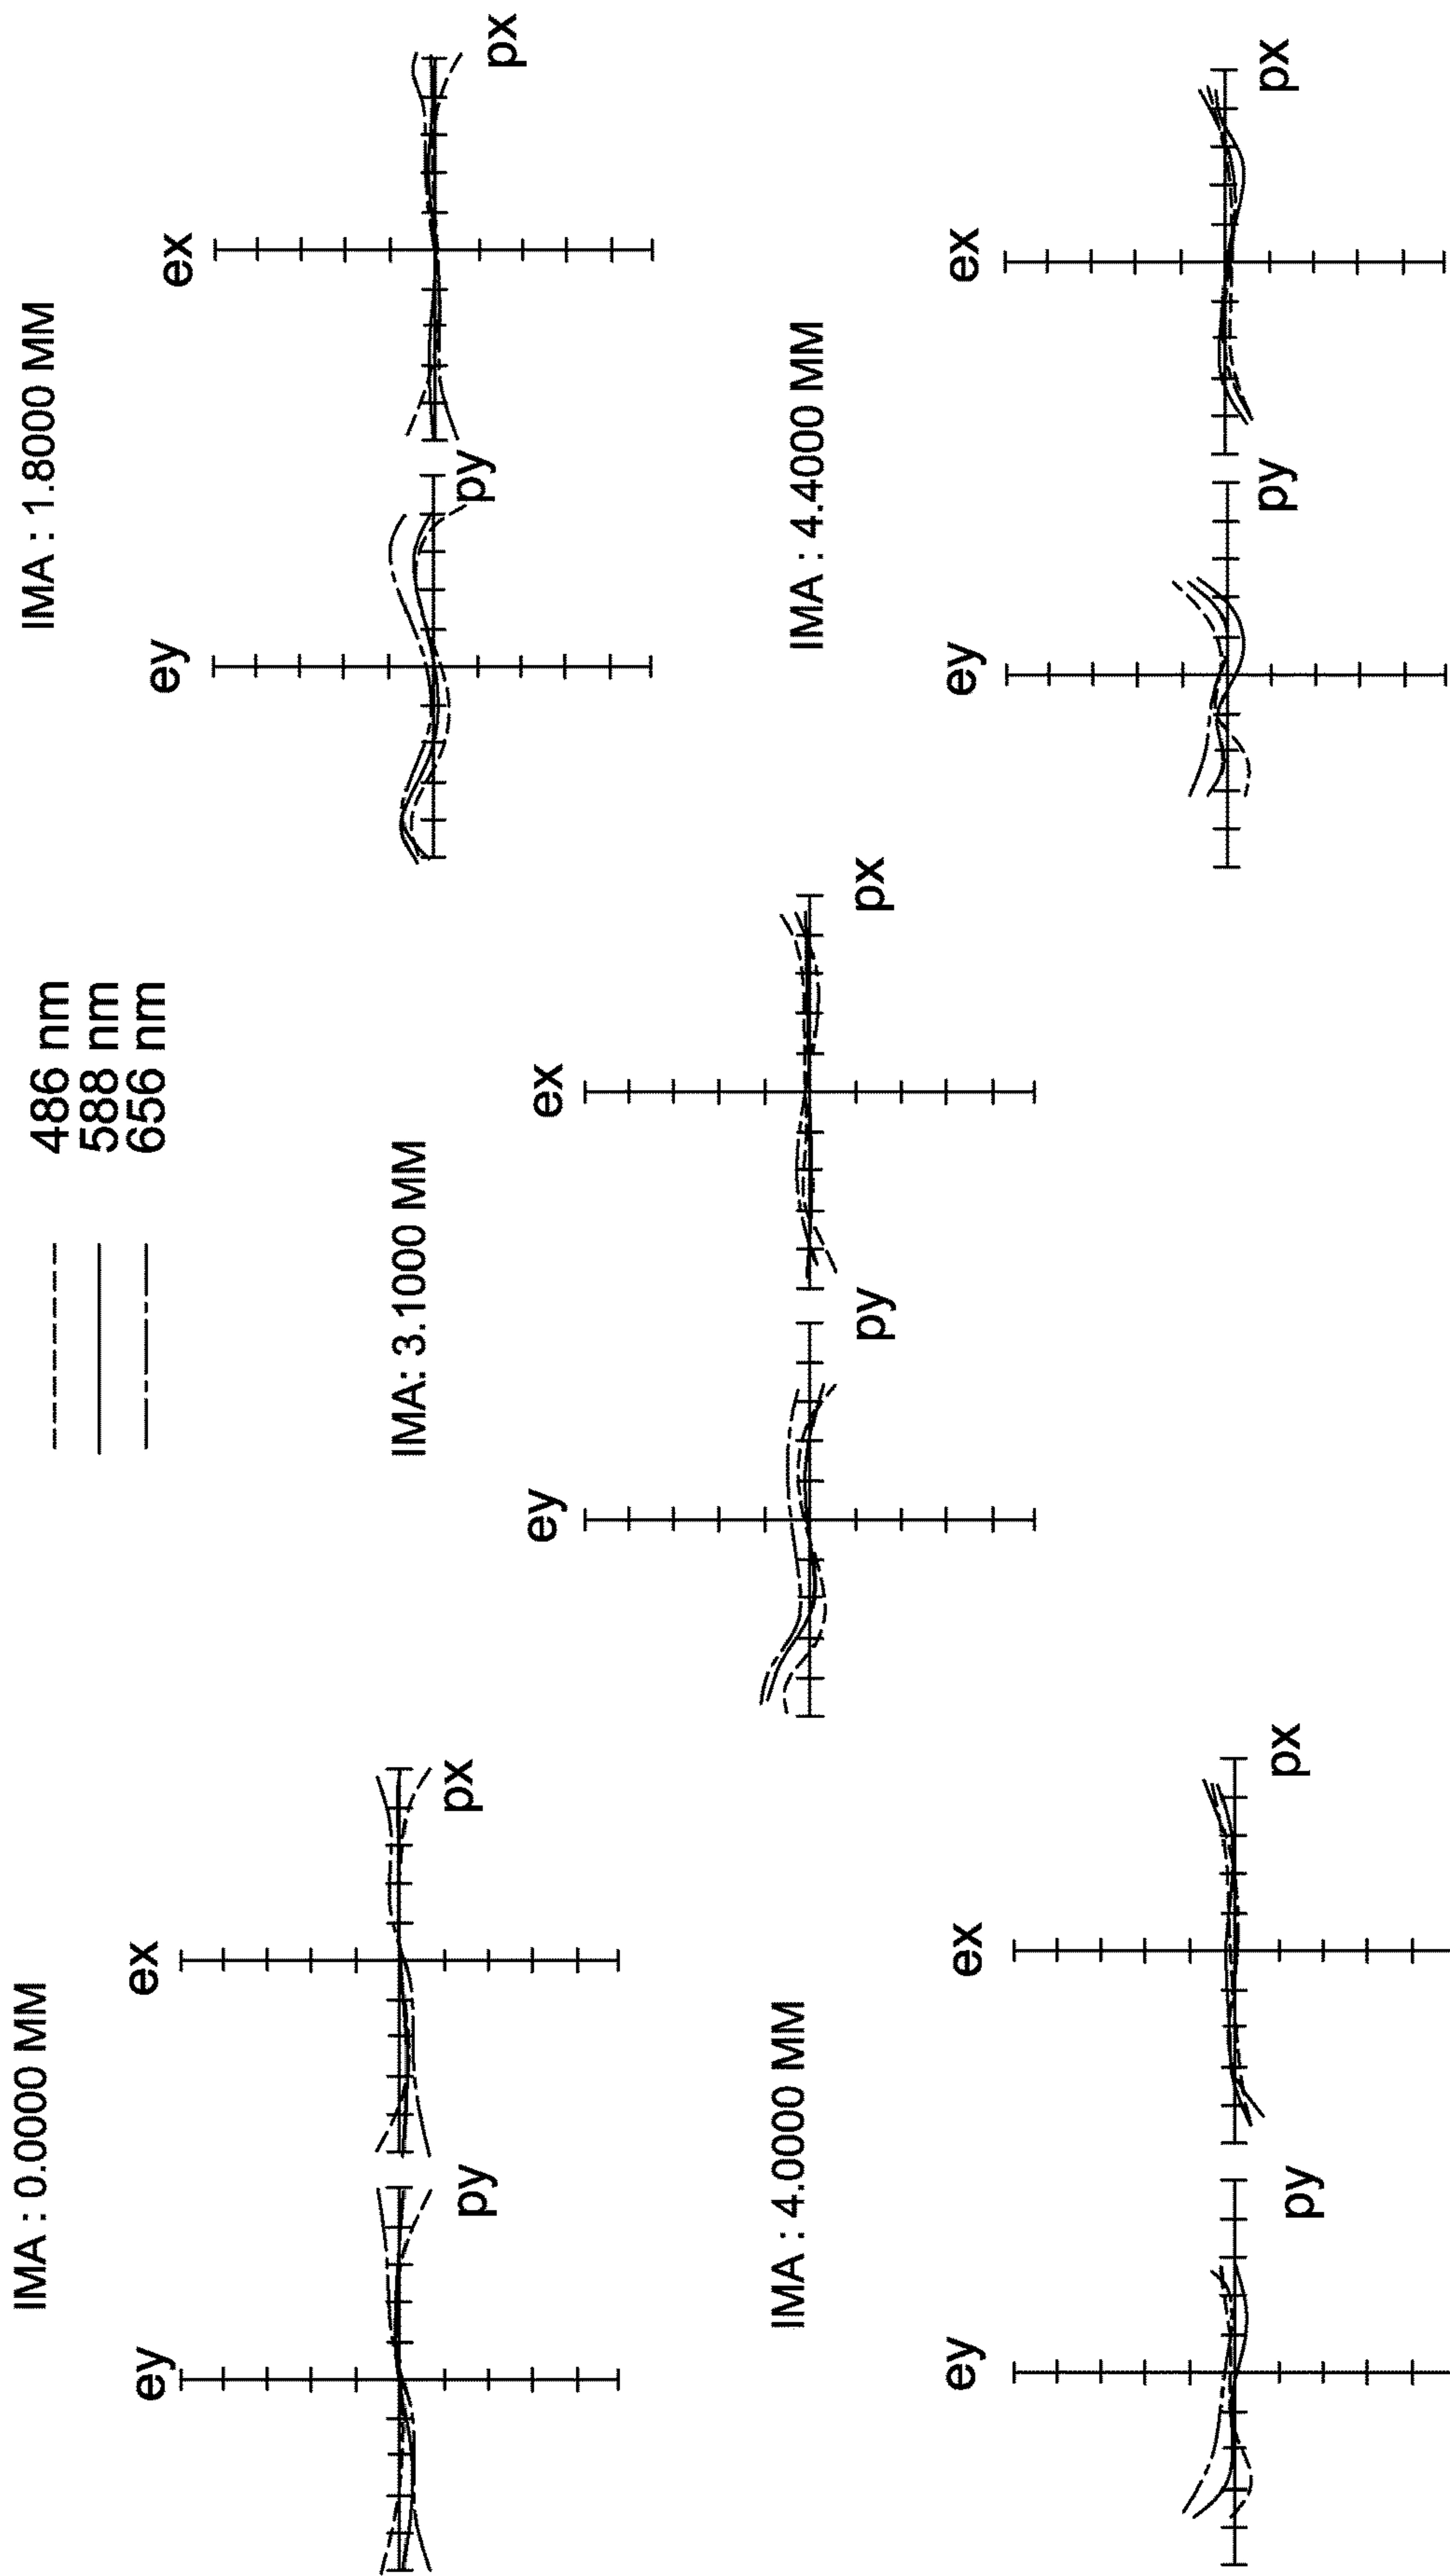 IMA : 0.0000 MM
ey
py
ex
px
486 nm
588 nm
656 nm
IMA : 1.8000 MM
ey
py
ex
px
IMA: 3.1000 MM
ey
py
ex
px
IMA : 4.0000 MM
ey
py
ex
px
IMA : 4.4000 MM
ey
py
ex
px